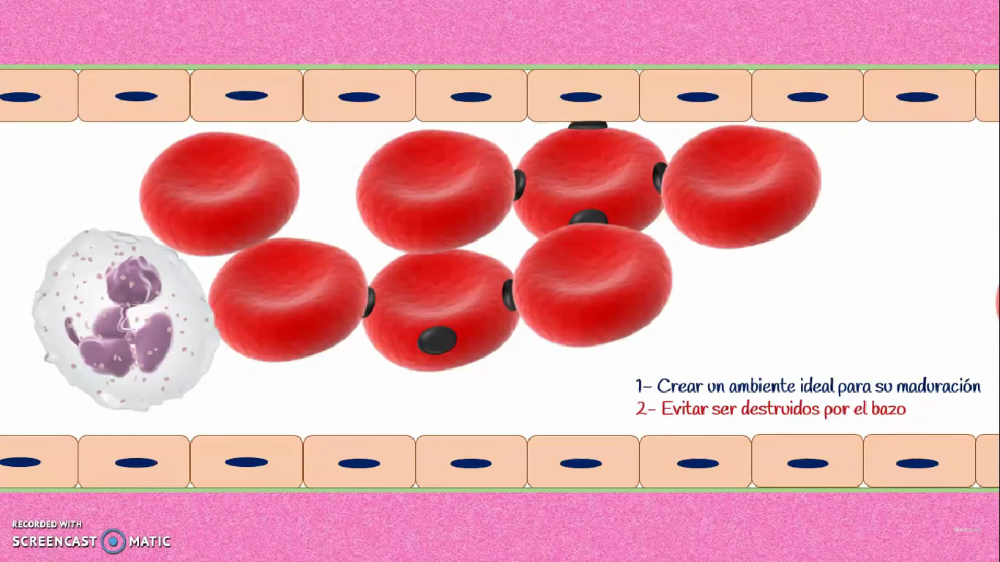 1- Crear un ambiente ideal para su maduración
2- Evitar ser destruidos por el bazo
RECORDED WITH
SCREENCAST MATIC